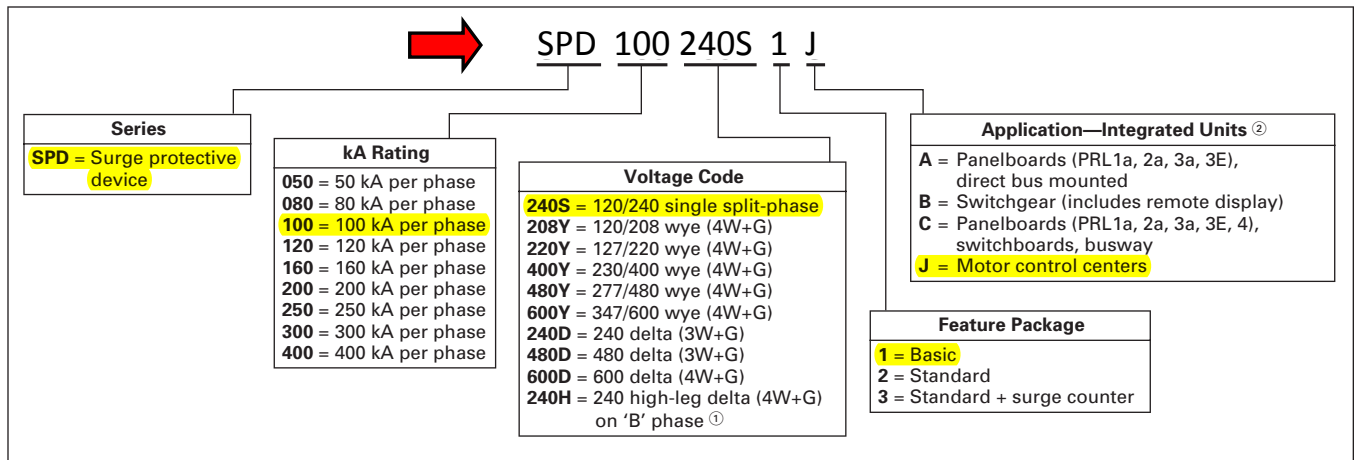 SPD 100 240S 1 J
Series
SPD = Surge protective
device
kA Rating
050 = 50 kA per phase
080 = 80 kA per phase
100 = 100 kA per phase
120 = 120 kA per phase
160 = 160 kA per phase
200 = 200 kA per phase
250 = 250 kA per phase
300 = 300 kA per phase
400 = 400 kA per phase
Voltage Code
240S = 120/240 single split-phase
208Y = 120/208 wye (4W+G)
220Y = 127/220 wye (4W+G)
400Y = 230/400 wye (4W+G)
480Y = 277/480 wye (4W+G)
600Y = 347/600 wye (4W+G)
240D = 240 delta (3W+G)
480D = 480 delta (3W+G)
600D = 600 delta (4W+G)
240H = 240 high-leg delta (4W+G)
on ‘B’ phase ①
Application—Integrated Units ②
A = Panelboards (PRL1a, 2a, 3a, 3E),
direct bus mounted
B = Switchgear (includes remote display)
C = Panelboards (PRL1a, 2a, 3a, 3E, 4),
switchboards, busway
J = Motor control centers
Feature Package
1 = Basic
2 = Standard
3 = Standard + surge counter